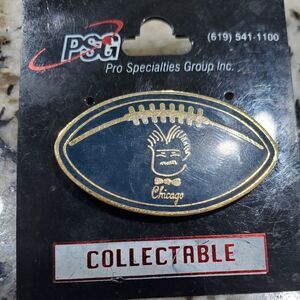 PSG
(619) 541-1100
Pro Specialties Group Inc.
Chicago
COLLECTABLE